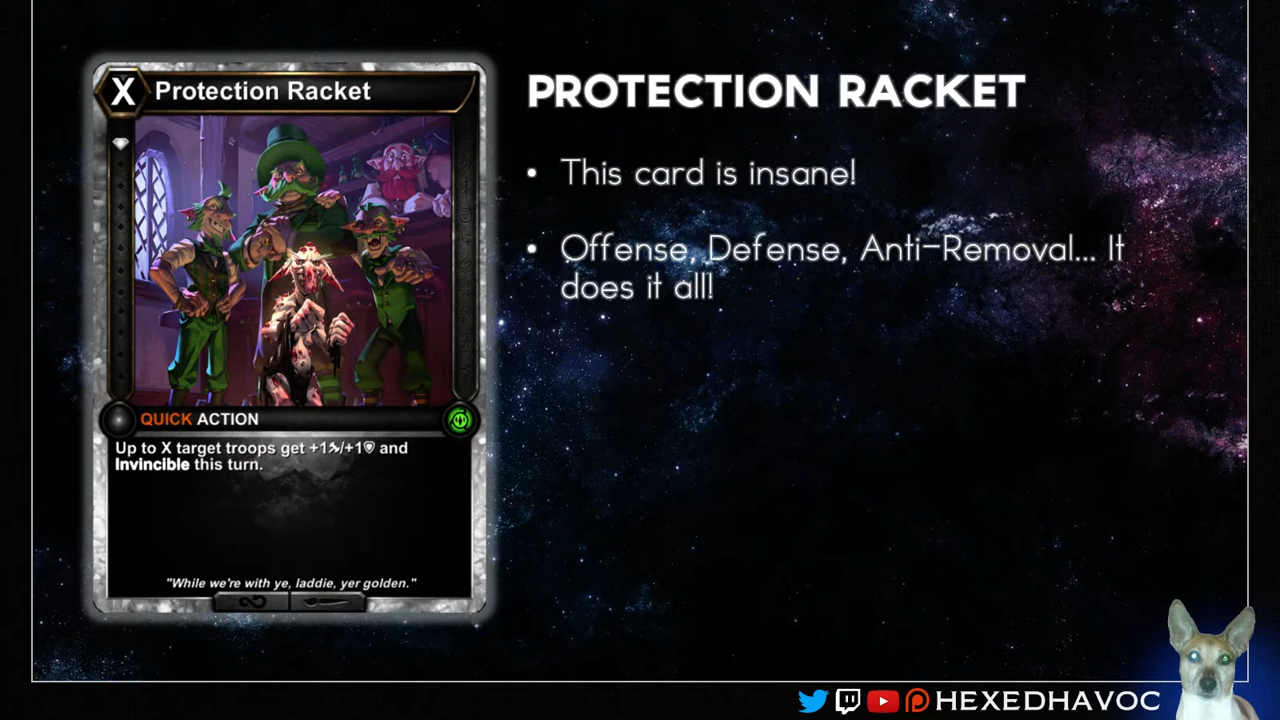 X Protection Racket
QUICK ACTION
Up to X target troops get +1/+1 and
Invincible this turn.
"While we're with ye, laddie, yer golden."
PROTECTION RACKET
• This card is insane!
• Offense, Defense, Anti-Removal... It
does it all!
HEXEDHAVOC